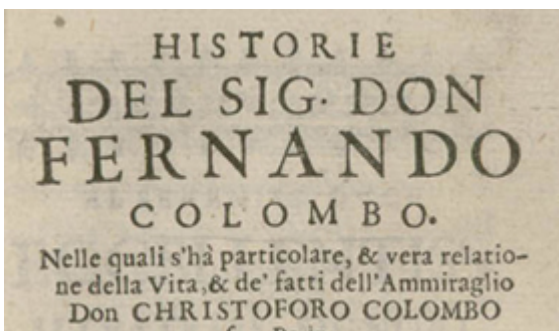 HISTORIE
DEL SIG. DON
FERNANDO
COLOMBO.
Nelle quali s'hà particolare, & vera relatio-
ne della Vita, & de' fatti dell'Ammiraglio
Don CHRISTOFORO COLOMBO